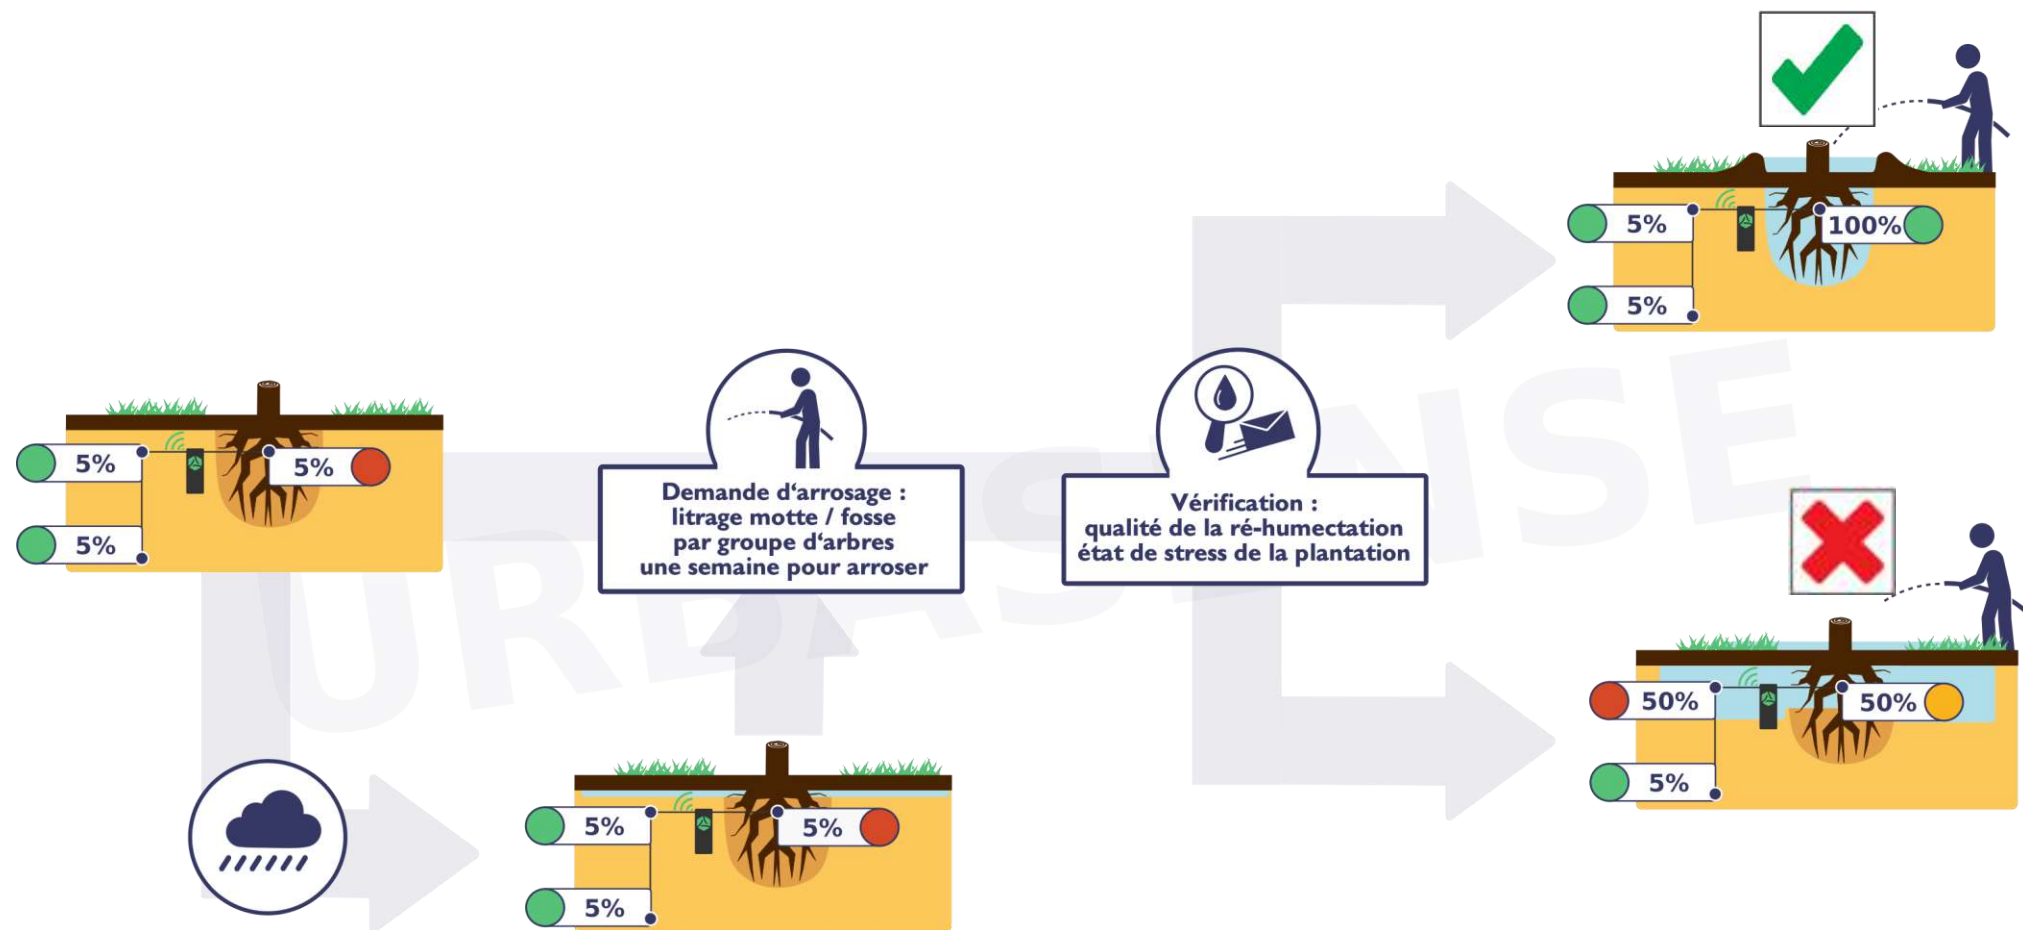 5%
100%
5%
5%
5%
5%
Demande d‘arrosage :
litrage motte / fosse
par groupe d‘arbres
une semaine pour arroser
Vérification :
qualité de la ré-humectation
état de stress de la plantation
50%
50%
5%
5%
5%
5%
URBASENSE